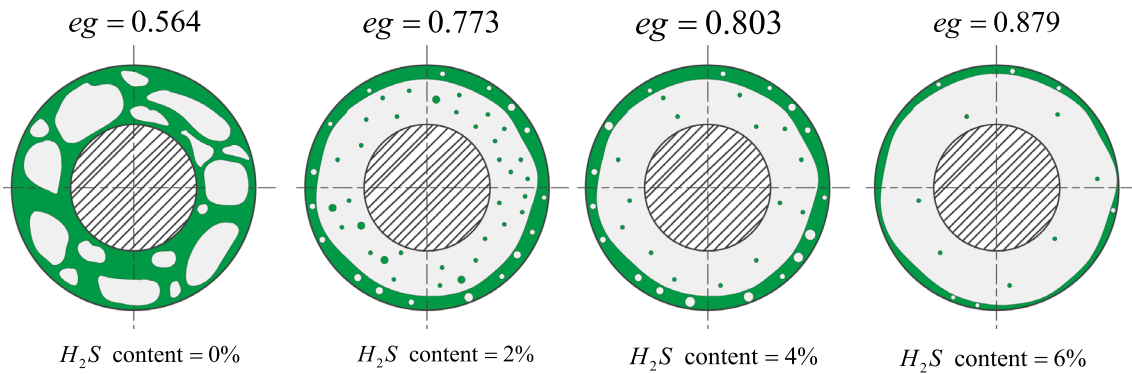 eg = 0.564
eg = 0.773
eg = 0.803
eg = 0.879
H₂S content = 0%
H₂S content = 2%
H₂S content = 4%
H₂S content = 6%